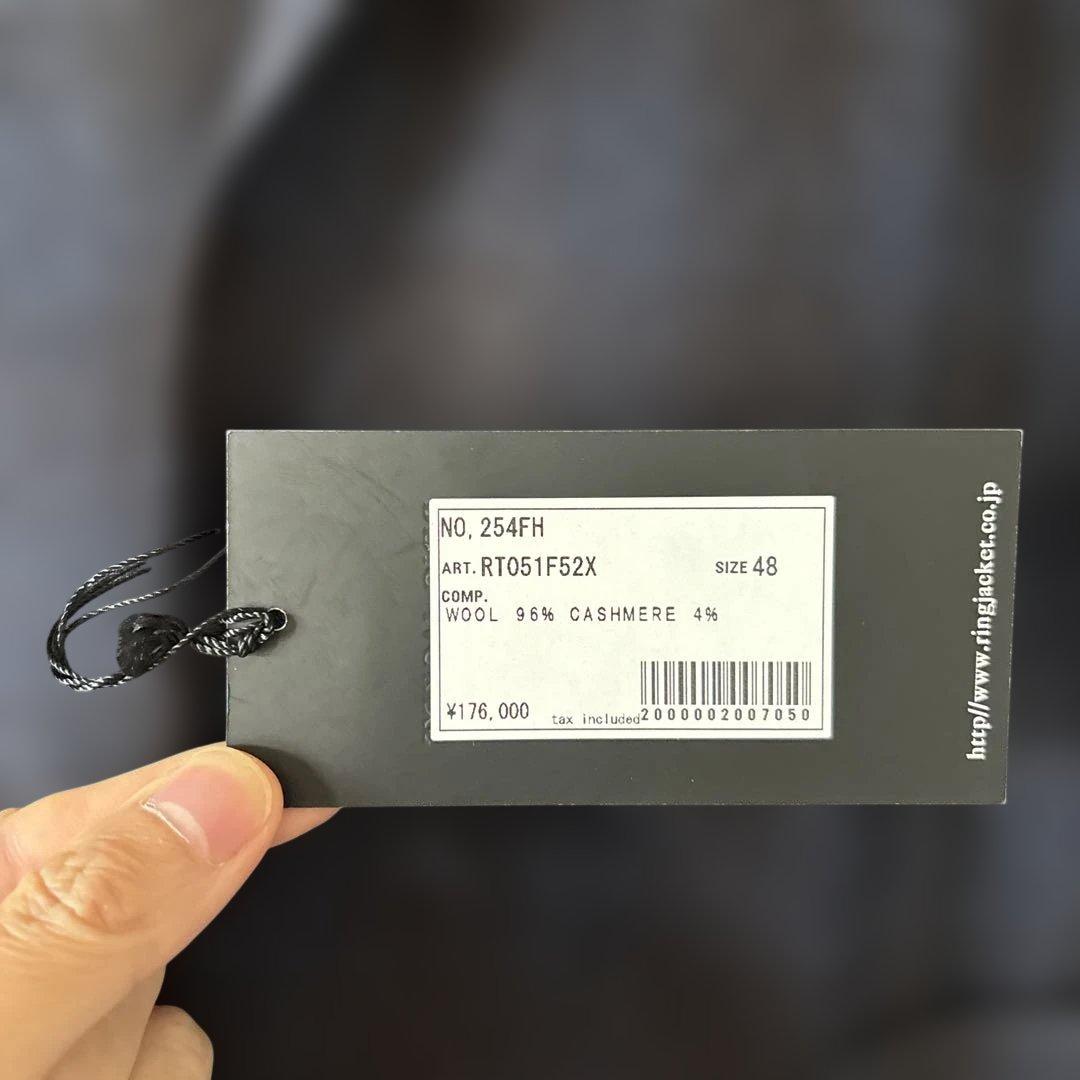 NO, 254FH
ART. RT051F52X SIZE 48
COMP.
WOOL 96% CASHMERE 4%
¥176,000 tax included 2000002007050
http//www.ringjacket.co.jp